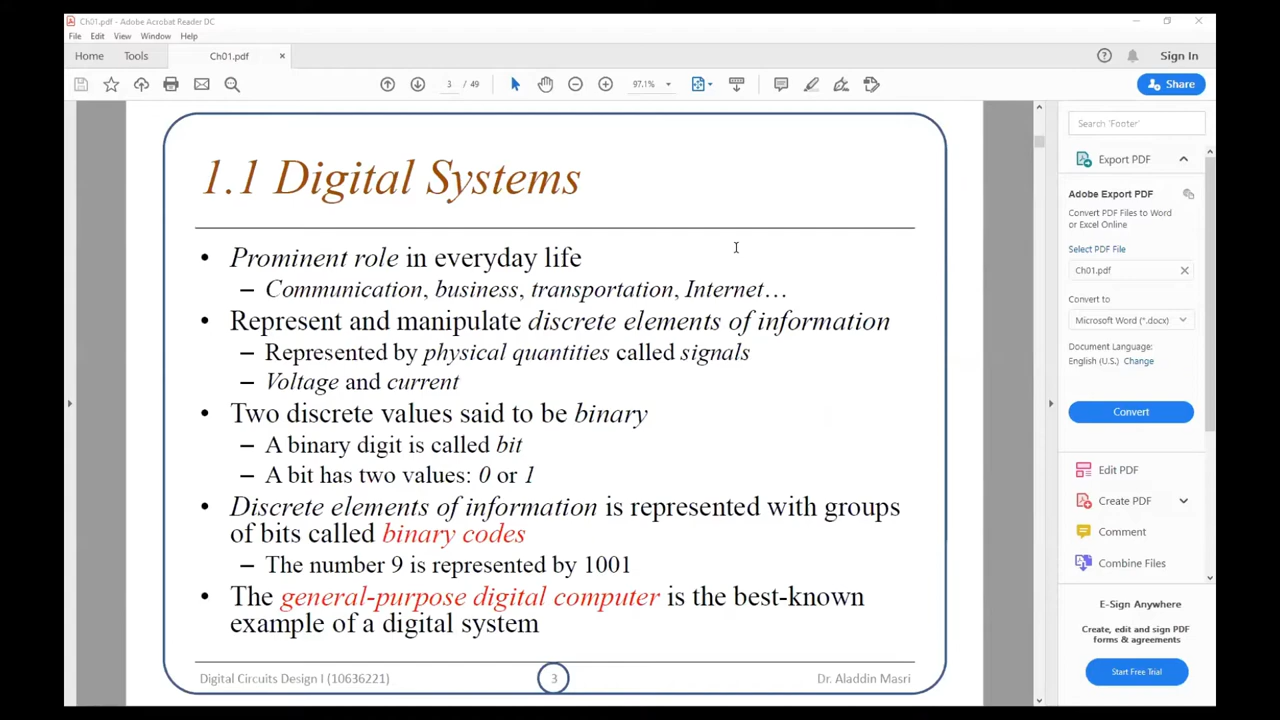 Ch01.pdf - Adobe Acrobat Reader DC
File Edit View Window Help
Home Tools Ch01.pdf × Sign In
3 / 49 97.1% Share
1.1 Digital Systems
• Prominent role in everyday life
– Communication, business, transportation, Internet…
• Represent and manipulate discrete elements of information
– Represented by physical quantities called signals
– Voltage and current
• Two discrete values said to be binary
– A binary digit is called bit
– A bit has two values: 0 or 1
• Discrete elements of information is represented with groups
of bits called binary codes
– The number 9 is represented by 1001
• The general-purpose digital computer is the best-known
example of a digital system
Digital Circuits Design I (10636221) 3 Dr. Aladdin Masri
Search 'Footer'
Export PDF
Adobe Export PDF
Convert PDF Files to Word
or Excel Online
Select PDF File
Ch01.pdf ×
Convert to
Microsoft Word (*.docx)
Document Language:
English (U.S.) Change
Convert
Edit PDF
Create PDF
Comment
Combine Files
E-Sign Anywhere
Create, edit and sign PDF
forms & agreements
Start Free Trial